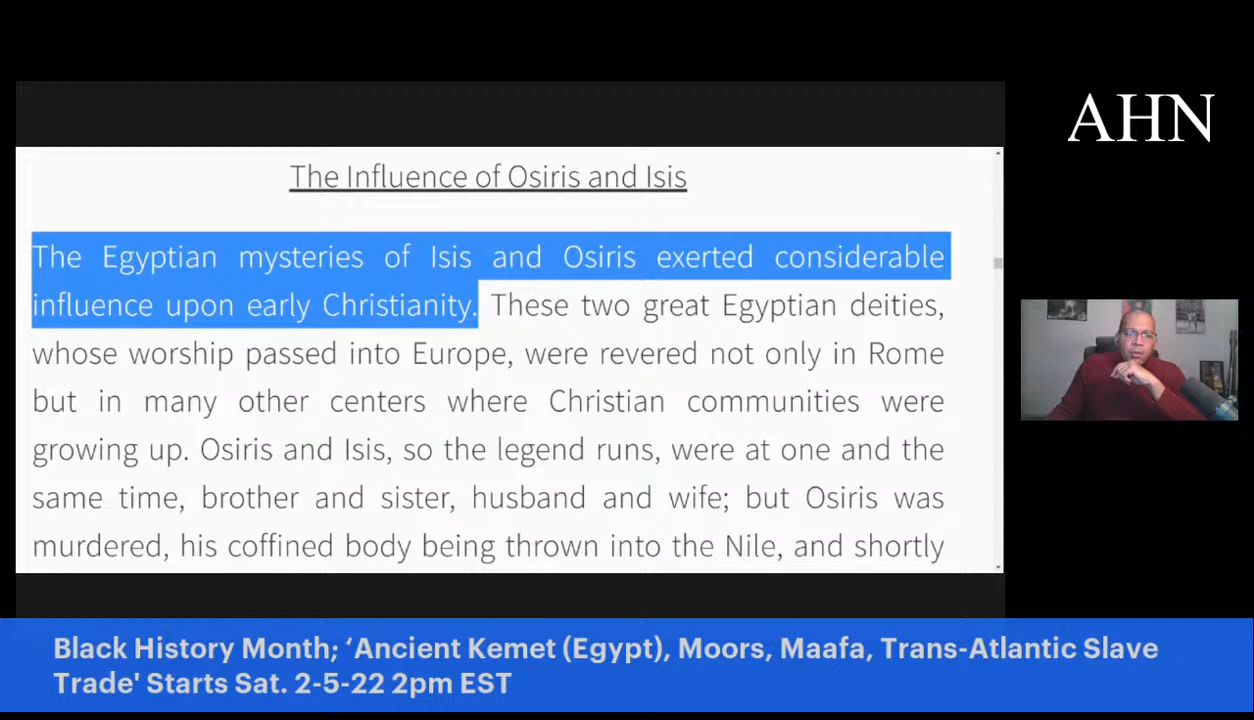 AHN
The Influence of Osiris and Isis
The Egyptian mysteries of Isis and Osiris exerted considerable
influence upon early Christianity. These two great Egyptian deities,
whose worship passed into Europe, were revered not only in Rome
but in many other centers where Christian communities were
growing up. Osiris and Isis, so the legend runs, were at one and the
same time, brother and sister, husband and wife; but Osiris was
murdered, his coffined body being thrown into the Nile, and shortly
Black History Month; ‘Ancient Kemet (Egypt), Moors, Maafa, Trans-Atlantic Slave
Trade' Starts Sat. 2-5-22 2pm EST